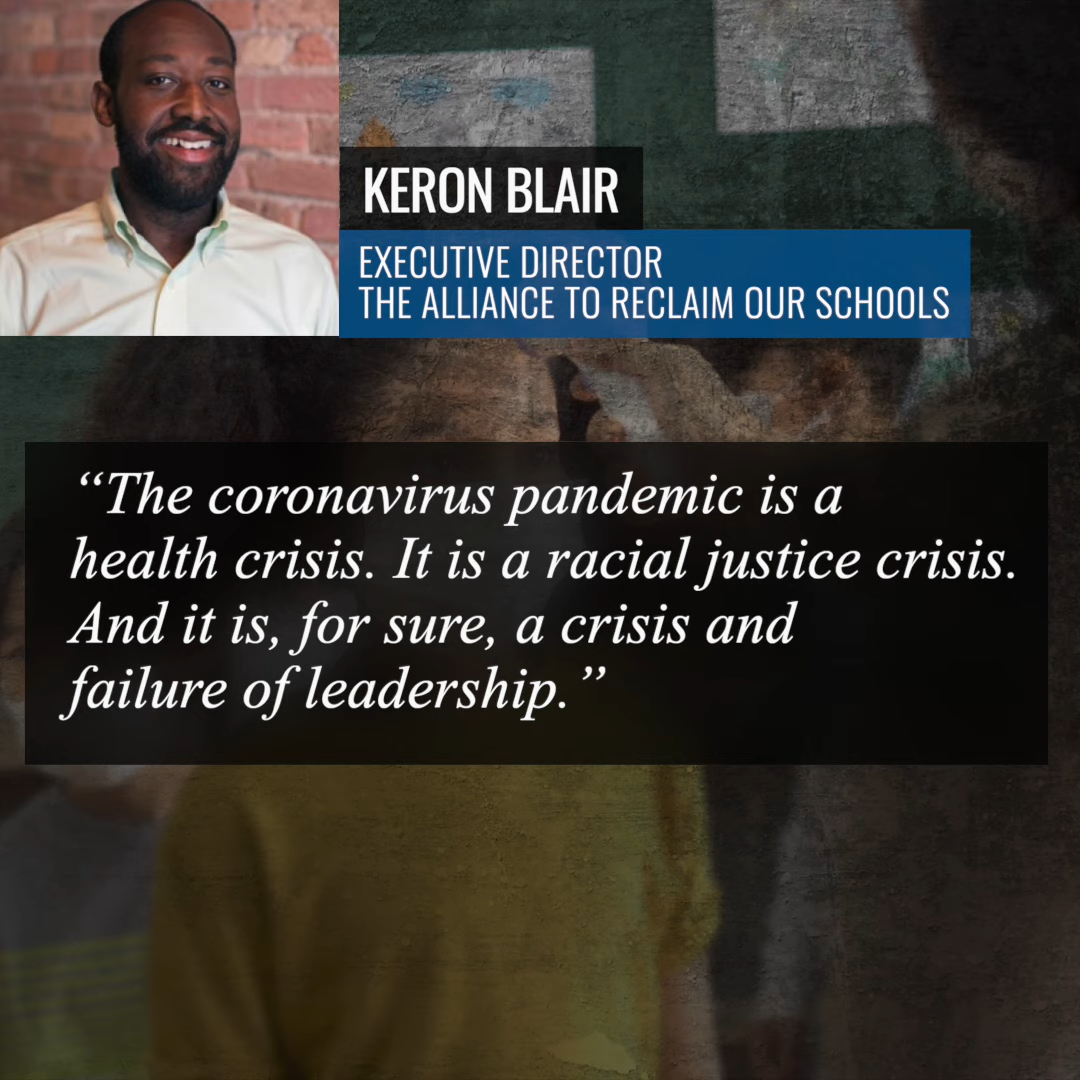 KERON BLAIR
EXECUTIVE DIRECTOR
THE ALLIANCE TO RECLAIM OUR SCHOOLS
“The coronavirus pandemic is a
health crisis. It is a racial justice crisis.
And it is, for sure, a crisis and
failure of leadership.”